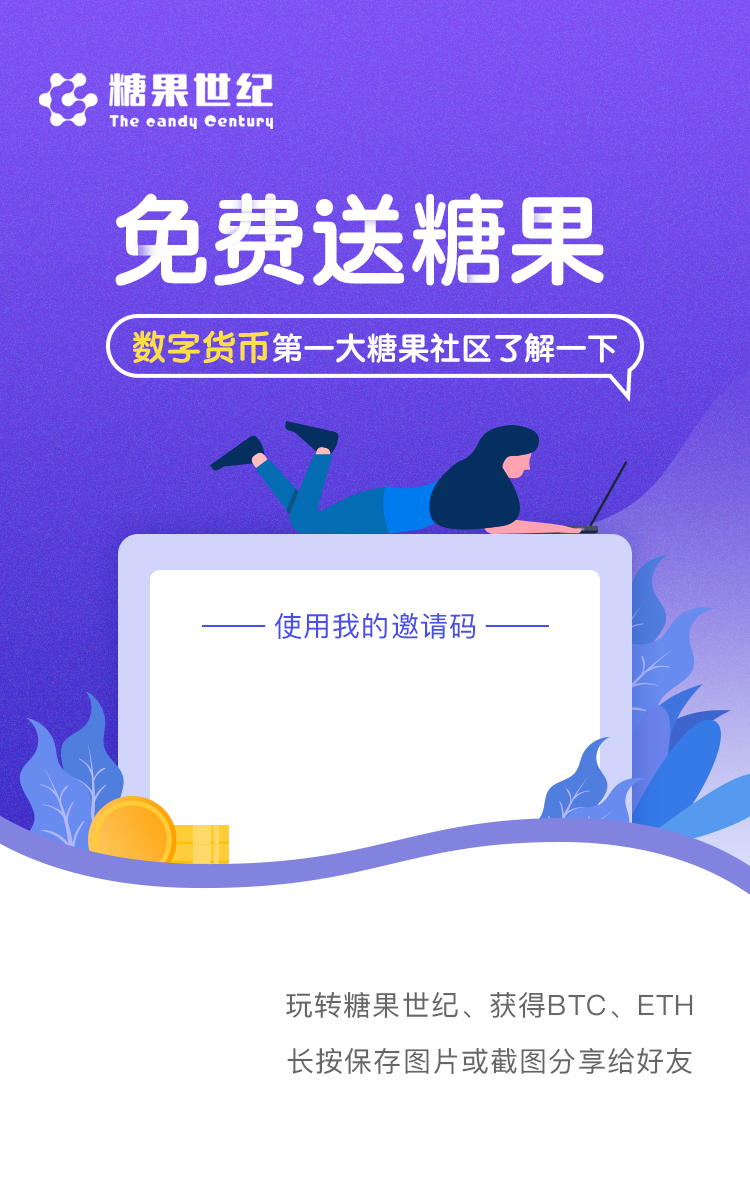 糖果世纪
The candy Century
免费送糖果
数字货币第一大糖果社区了解一下
使用我的邀请码
玩转糖果世纪、获得BTC、ETH
长按保存图片或截图分享给好友